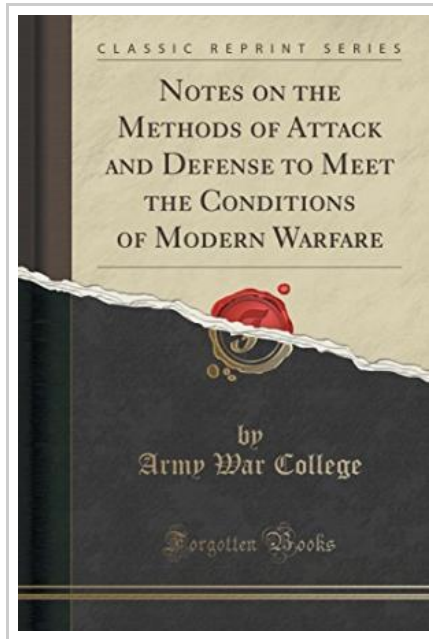 CLASSIC REPRINT SERIES
NOTES ON THE
METHODS OF ATTACK
AND DEFENSE TO MEET
THE CONDITIONS
OF MODERN WARFARE
by
Army War College
Forgotten Books